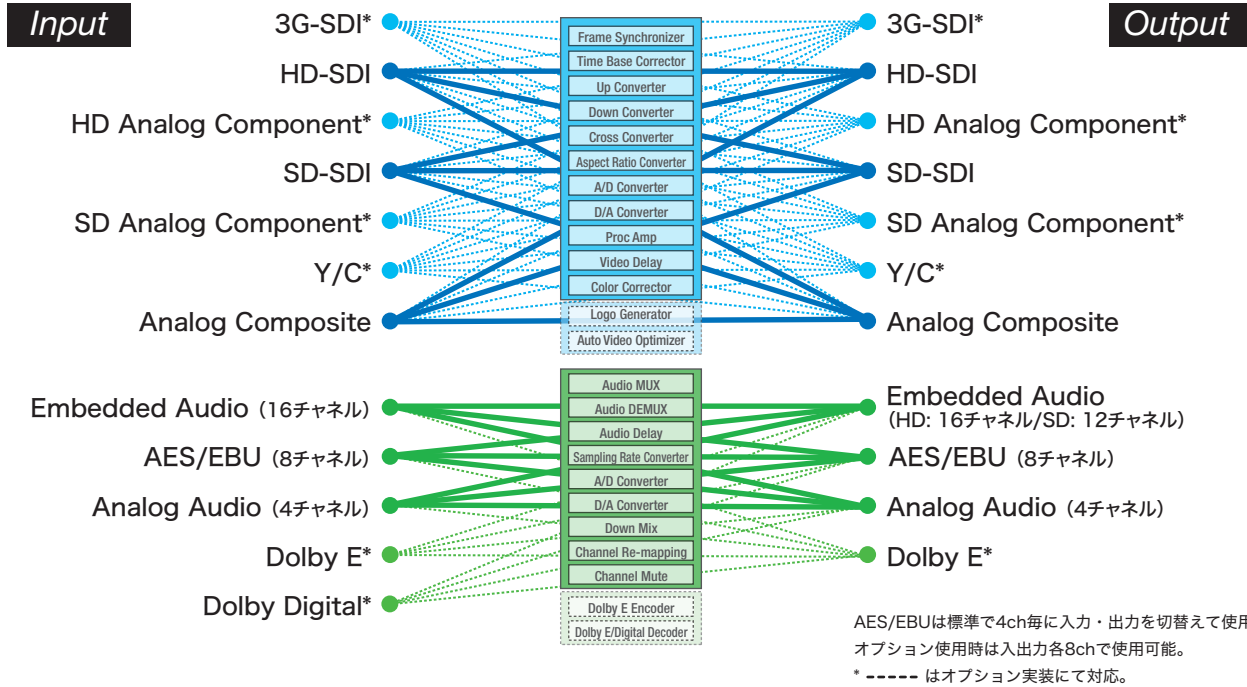 Input
Output
3G-SDI*
HD-SDI
HD Analog Component*
SD-SDI
SD Analog Component*
Y/C*
Analog Composite
Frame Synchronizer
Time Base Corrector
Up Converter
Down Converter
Cross Converter
Aspect Ratio Converter
A/D Converter
D/A Converter
Proc Amp
Video Delay
Color Corrector
Logo Generator
Auto Video Optimizer
3G-SDI*
HD-SDI
HD Analog Component*
SD-SDI
SD Analog Component*
Y/C*
Analog Composite
Embedded Audio（16チャネル）
AES/EBU（8チャネル）
Analog Audio（4チャネル）
Dolby E*
Dolby Digital*
Audio MUX
Audio DEMUX
Audio Delay
Sampling Rate Converter
A/D Converter
D/A Converter
Down Mix
Channel Re-mapping
Channel Mute
Dolby E Encoder
Dolby E/Digital Decoder
Embedded Audio
（HD: 16チャネル/SD: 12チャネル）
AES/EBU（8チャネル）
Analog Audio（4チャネル）
Dolby E*
AES/EBUは標準で4ch毎に入力・出力を切替えて使用
オプション使用時は入出力各8chで使用可能。
* ----- はオプション実装にて対応。